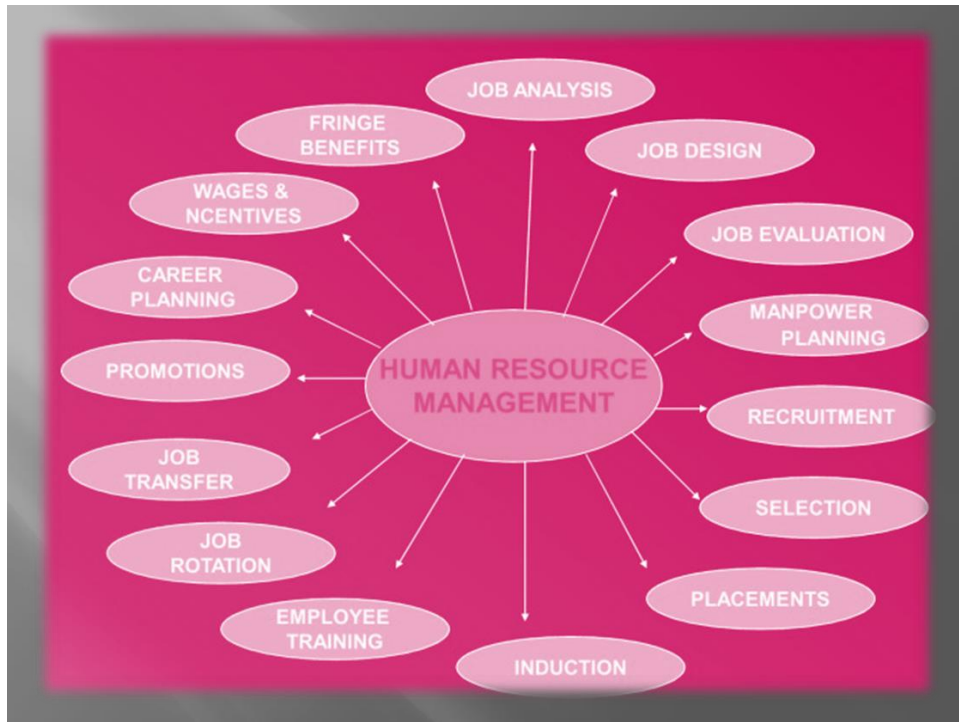 JOB ANALYSIS
FRINGE
BENEFITS
JOB DESIGN
WAGES &
NCENTIVES
JOB EVALUATION
CAREER
PLANNING
MANPOWER
PLANNING
HUMAN RESOURCE
MANAGEMENT
PROMOTIONS
RECRUITMENT
JOB
TRANSFER
SELECTION
JOB
ROTATION
PLACEMENTS
EMPLOYEE
TRAINING
INDUCTION